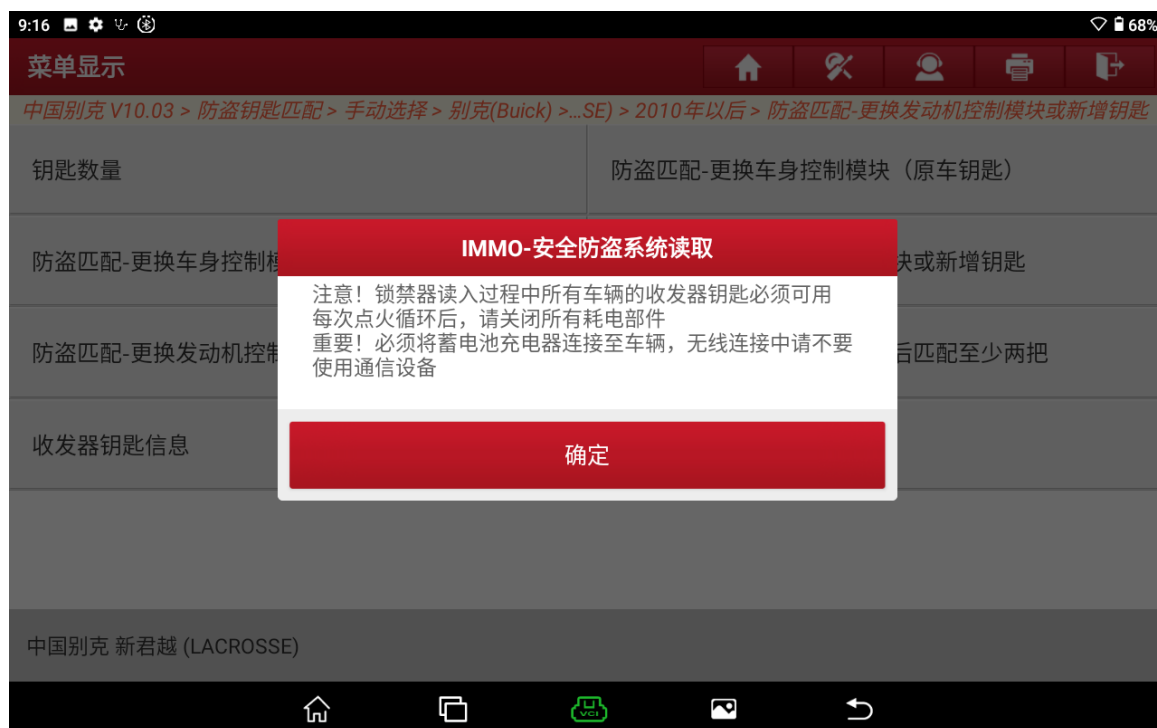 9:16
68%
菜单显示
中国别克 V10.03 > 防盗钥匙匹配 > 手动选择 > 别克(Buick) >...SE) > 2010年以后 > 防盗匹配-更换发动机控制模块或新增钥匙
钥匙数量
防盗匹配-更换车身控制模块（原车钥匙）
IMMO-安全防盗系统读取
防盗匹配-更换车身控制模
块或新增钥匙
注意！锁禁器读入过程中所有车辆的收发器钥匙必须可用
每次点火循环后，请关闭所有耗电部件
重要！必须将蓄电池充电器连接至车辆，无线连接中请不要
使用通信设备
防盗匹配-更换发动机控制
后匹配至少两把
收发器钥匙信息
确定
中国别克 新君越 (LACROSSE)
VCI